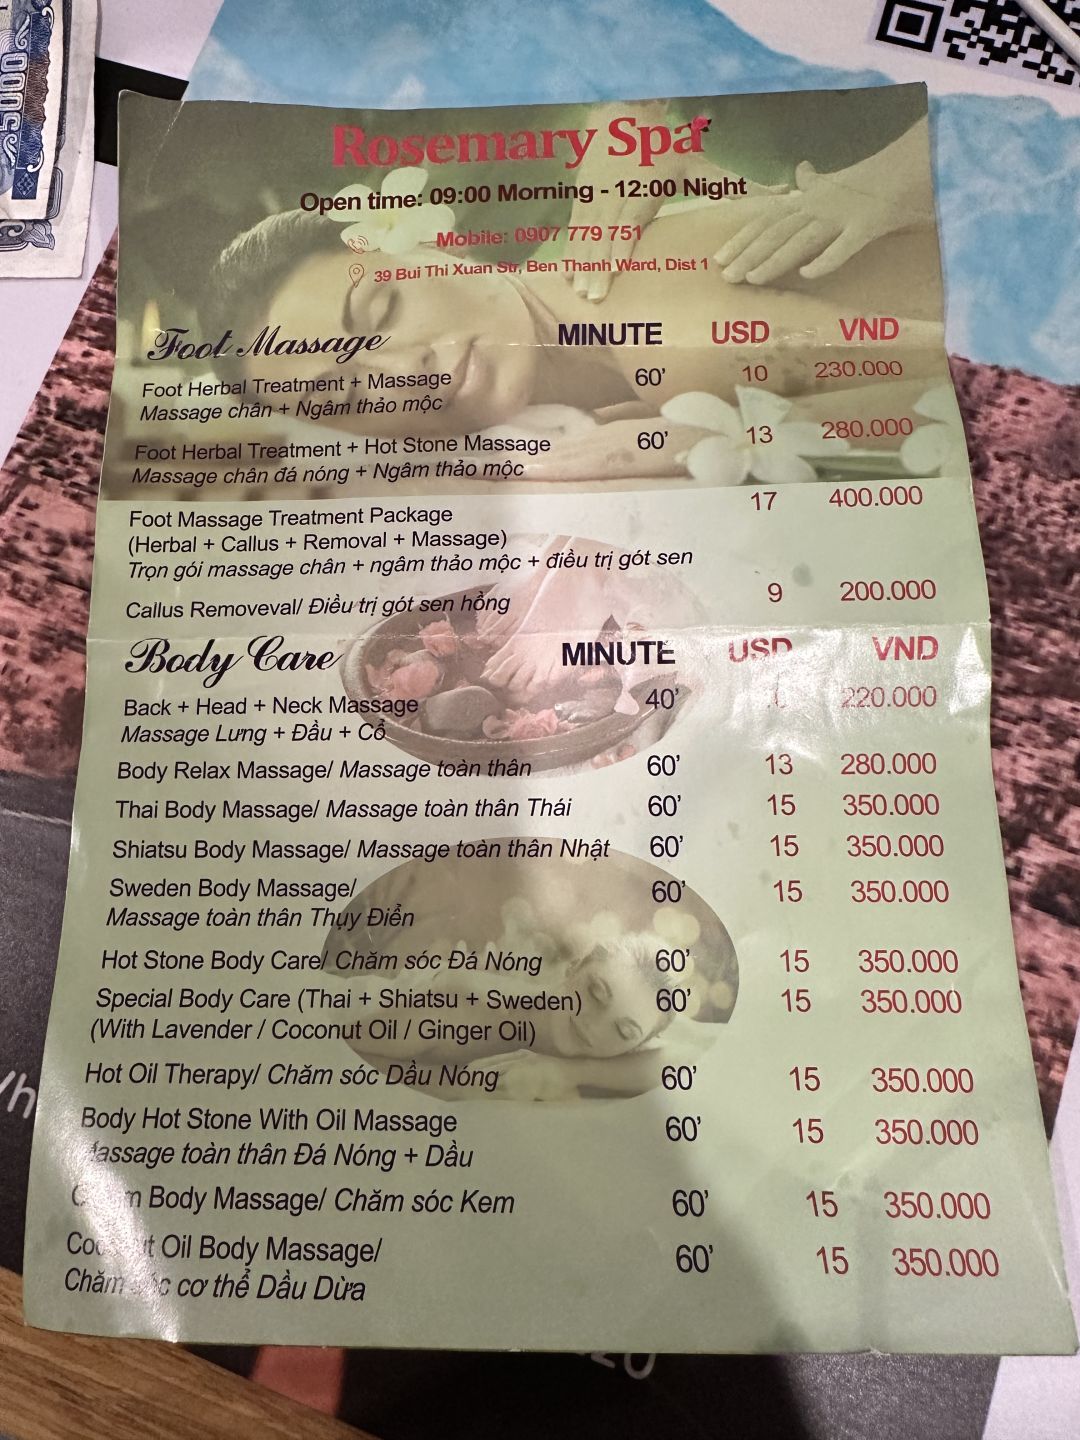 5000
Rosemary Spa
Open time: 09:00 Morning - 12:00 Night
Mobile: 0907 779 751
39 Bui Thi Xuan Str, Ben Thanh Ward, Dist 1
Foot Massage MINUTE USD VND
Foot Herbal Treatment + Massage 60' 10 230.000
Massage chân + Ngâm thảo mộc
Foot Herbal Treatment + Hot Stone Massage 60' 13 280.000
Massage chân đá nóng + Ngâm thảo mộc
Foot Massage Treatment Package 17 400.000
(Herbal + Callus + Removal + Massage)
Trọn gói massage chân + ngâm thảo mộc + điều trị gót sen
Callus Removeval/ Điều trị gót sen hồng 9 200.000
Body Care MINUTE USD VND
Back + Head + Neck Massage 40' 220.000
Massage Lưng + Đầu + Cổ
Body Relax Massage/ Massage toàn thân 60' 13 280.000
Thai Body Massage/ Massage toàn thân Thái 60' 15 350.000
Shiatsu Body Massage/ Massage toàn thân Nhật 60' 15 350.000
Sweden Body Massage/ 60' 15 350.000
Massage toàn thân Thụy Điển
Hot Stone Body Care/ Chăm sóc Đá Nóng 60' 15 350.000
Special Body Care (Thai + Shiatsu + Sweden) 60' 15 350.000
(With Lavender / Coconut Oil / Ginger Oil)
Hot Oil Therapy/ Chăm sóc Dầu Nóng 60' 15 350.000
Body Hot Stone With Oil Massage 60' 15 350.000
Massage toàn thân Đá Nóng + Dầu
Body Massage/ Chăm sóc Kem 60' 15 350.000
Coconut Oil Body Massage/ 60' 15 350.000
Chăm sóc cơ thể Dầu Dừa